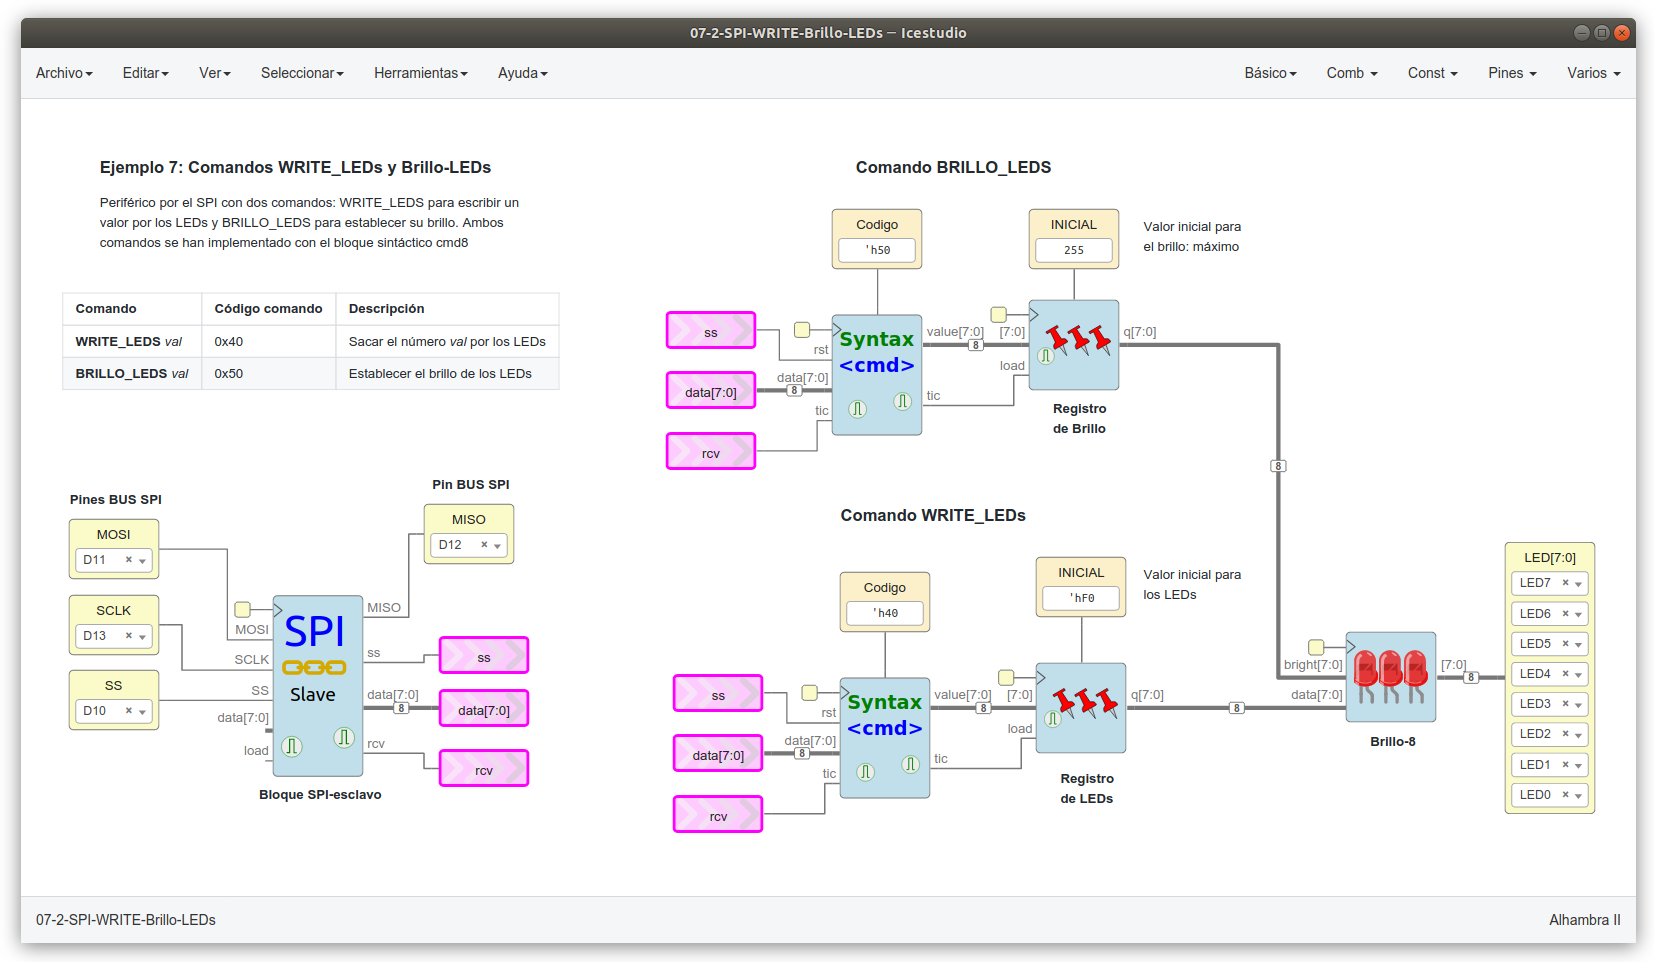 07-2-SPI-WRITE-Brillo-LEDs — Icestudio
Archivo Editar Ver Seleccionar Herramientas Ayuda Básico Comb Const Pines Varios
Ejemplo 7: Comandos WRITE_LEDs y Brillo-LEDs
Periférico por el SPI con dos comandos: WRITE_LEDS para escribir un
valor por los LEDs y BRILLO_LEDS para establecer su brillo. Ambos
comandos se han implementado con el bloque sintáctico cmd8
Comando Código comando Descripción
WRITE_LEDS val 0x40 Sacar el número val por los LEDs
BRILLO_LEDS val 0x50 Establecer el brillo de los LEDs
Pines BUS SPI
MOSI
D11 ×
SCLK
D13 ×
SS
D10 ×
Pin BUS SPI
MISO
D12 ×
MOSI
SCLK
SS
data[7:0]
load
SPI
Slave
MISO
ss
data[7:0]
8
rcv
ss
data[7:0]
rcv
Bloque SPI-esclavo
Comando BRILLO_LEDS
Codigo
'h50
INICIAL
255
Valor inicial para
el brillo: máximo
ss
data[7:0]
rcv
rst
data[7:0]
8
tic
Syntax
<cmd>
value[7:0]
8
tic
[7:0]
load
q[7:0]
Registro
de Brillo
8
Comando WRITE_LEDs
Codigo
'h40
INICIAL
'hF0
Valor inicial para
los LEDs
ss
data[7:0]
rcv
rst
data[7:0]
8
tic
Syntax
<cmd>
value[7:0]
8
tic
[7:0]
load
q[7:0]
8
Registro
de LEDs
bright[7:0]
data[7:0]
[7:0]
8
Brillo-8
LED[7:0]
LED7 ×
LED6 ×
LED5 ×
LED4 ×
LED3 ×
LED2 ×
LED1 ×
LED0 ×
07-2-SPI-WRITE-Brillo-LEDs
Alhambra II